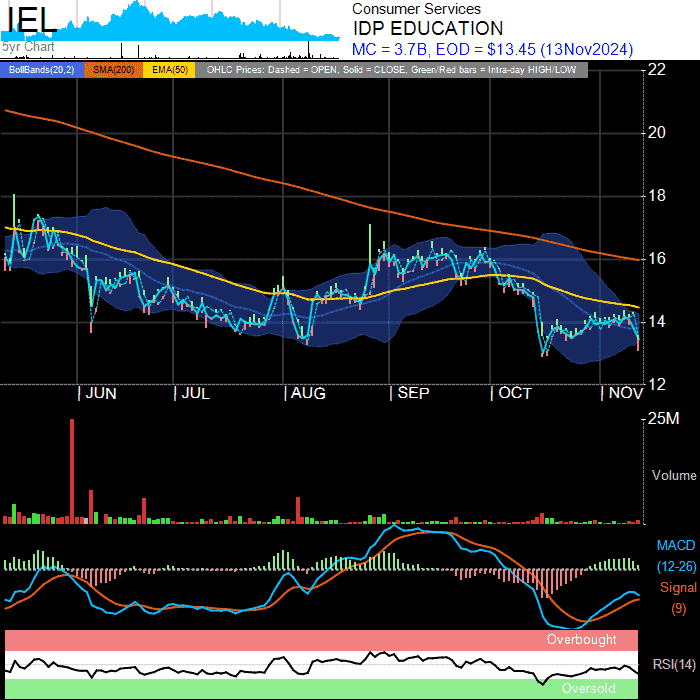 IEL
5yr Chart
Consumer Services
IDP EDUCATION
MC = 3.7B, EOD = $13.45 (13Nov2024)
BollBands(20,2) SMA(200) EMA(50) OHLC Prices: Dashed = OPEN, Solid = CLOSE, Green/Red bars = Intra-day HIGH/LOW
22
20
18
16
14
12
| JUN | JUL | AUG | SEP | OCT | NOV
25M
Volume
MACD
(12-26)
Signal
(9)
Overbought
RSI(14)
Oversold